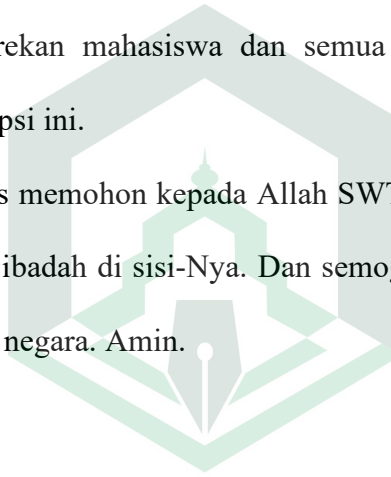 rekan mahasiswa dan semua
psi ini.
s memohon kepada Allah SWT
ibadah di sisi-Nya. Dan semog
negara. Amin.